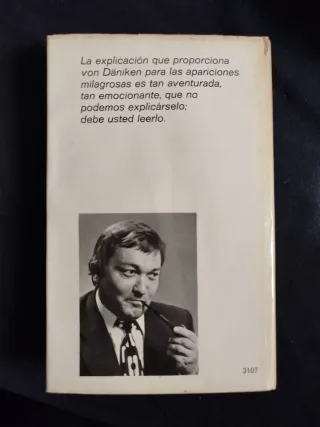 La explicación que proporciona
von Däniken para las apariciones
milagrosas es tan aventurada,
tan emocionante, que no
podemos explicárselo;
debe usted leerlo.
3107